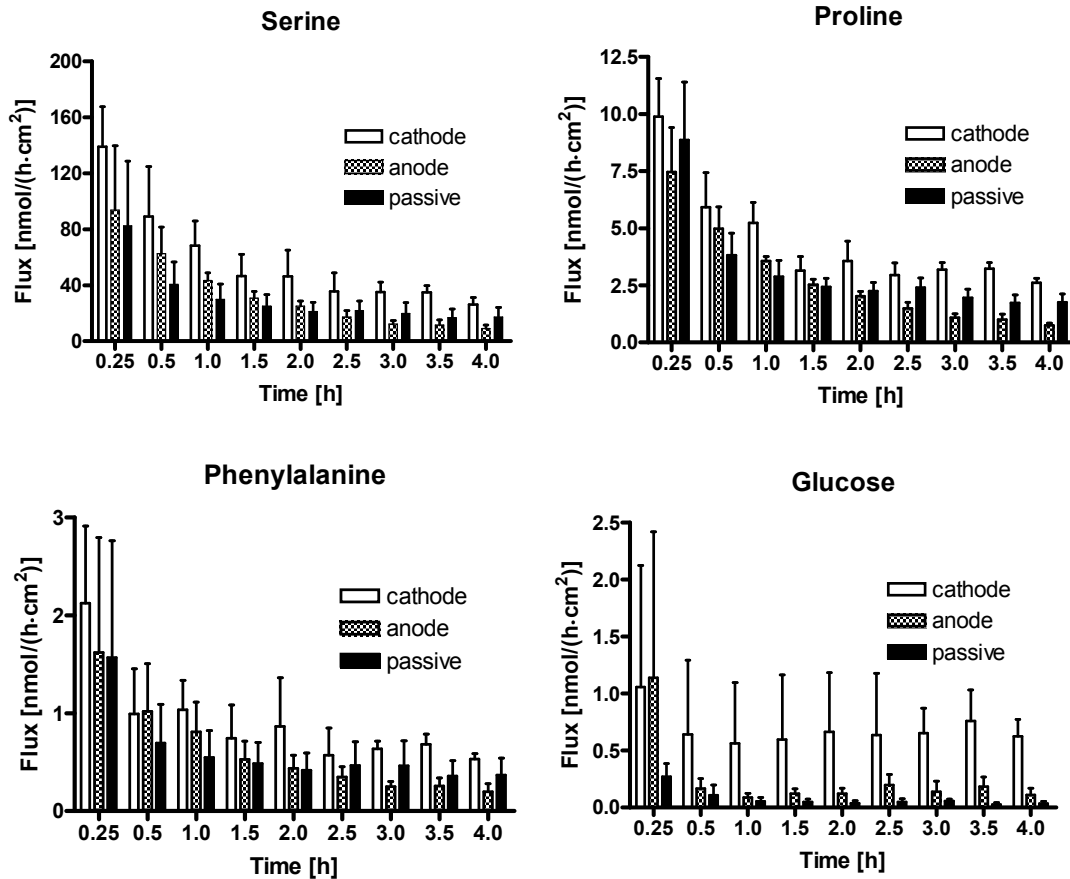 Serine
Flux [nmol/(h·cm²)]
200
160
120
80
40
0
cathode
anode
passive
0.25 0.5 1.0 1.5 2.0 2.5 3.0 3.5 4.0
Time [h]
Proline
Flux [nmol/(h·cm²)]
12.5
10.0
7.5
5.0
2.5
0.0
cathode
anode
passive
0.25 0.5 1.0 1.5 2.0 2.5 3.0 3.5 4.0
Time [h]
Phenylalanine
Flux [nmol/(h·cm²)]
3
2
1
0
cathode
anode
passive
0.25 0.5 1.0 1.5 2.0 2.5 3.0 3.5 4.0
Time [h]
Glucose
Flux [nmol/(h·cm²)]
2.5
2.0
1.5
1.0
0.5
0.0
cathode
anode
passive
0.25 0.5 1.0 1.5 2.0 2.5 3.0 3.5 4.0
Time [h]